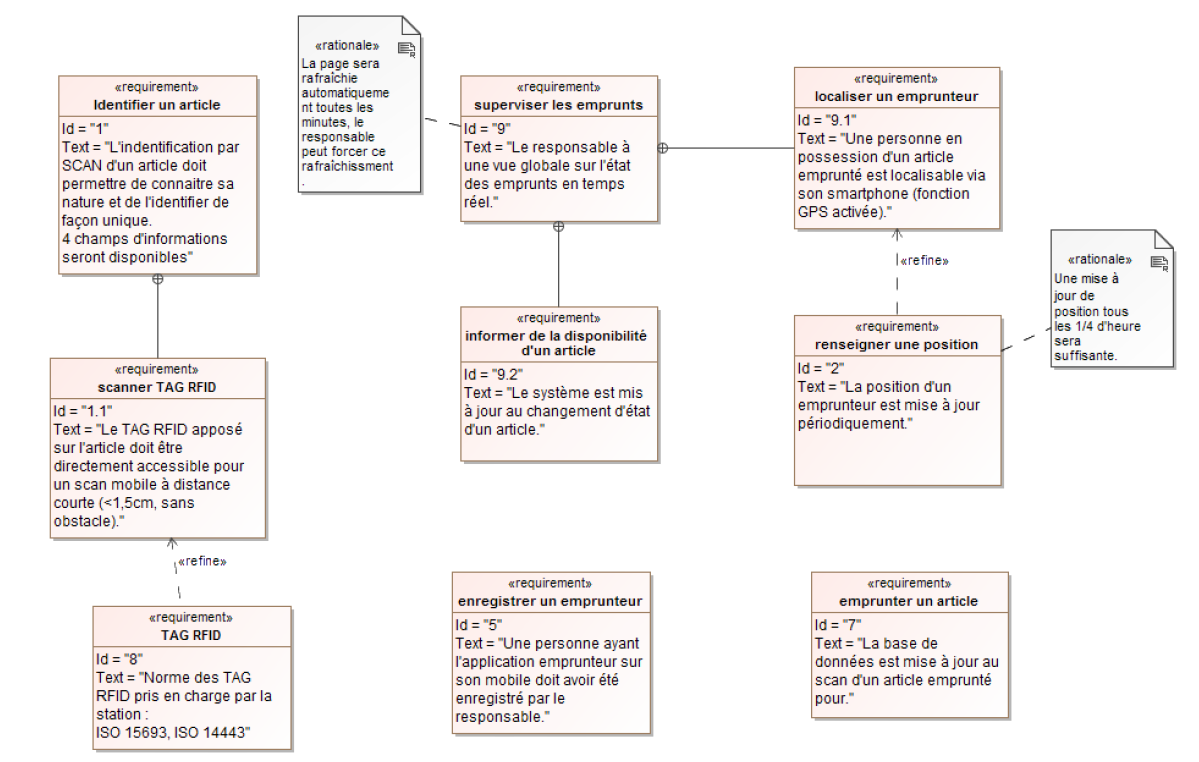 «requirement»
Identifier un article
Id = "1"
Text = "L'indentification par
SCAN d'un article doit
permettre de connaitre sa
nature et de l'identifier de
façon unique.
4 champs d'informations
seront disponibles"
«rationale»
La page sera
rafraîchie
automatiqueme
nt toutes les
minutes, le
responsable
peut forcer ce
rafraîchissment
.
«requirement»
superviser les emprunts
Id = "9"
Text = "Le responsable à
une vue globale sur l'état
des emprunts en temps
réel."
«requirement»
localiser un emprunteur
Id = "9.1"
Text = "Une personne en
possession d'un article
emprunté est localisable via
son smartphone (fonction
GPS activée)."
«refine»
«rationale»
Une mise à
jour de
position tous
les 1/4 d'heure
sera
suffisante.
«requirement»
informer de la disponibilité
d'un article
Id = "9.2"
Text = "Le système est mis
à jour au changement d'état
d'un article."
«requirement»
renseigner une position
Id = "2"
Text = "La position d'un
emprunteur est mise à jour
périodiquement."
«requirement»
scanner TAG RFID
Id = "1.1"
Text = "Le TAG RFID apposé
sur l'article doit être
directement accessible pour
un scan mobile à distance
courte (<1,5cm, sans
obstacle)."
«refine»
«requirement»
TAG RFID
Id = "8"
Text = "Norme des TAG
RFID pris en charge par la
station :
ISO 15693, ISO 14443"
«requirement»
enregistrer un emprunteur
Id = "5"
Text = "Une personne ayant
l'application emprunteur sur
son mobile doit avoir été
enregistré par le
responsable."
«requirement»
emprunter un article
Id = "7"
Text = "La base de
données est mise à jour au
scan d'un article emprunté
pour."